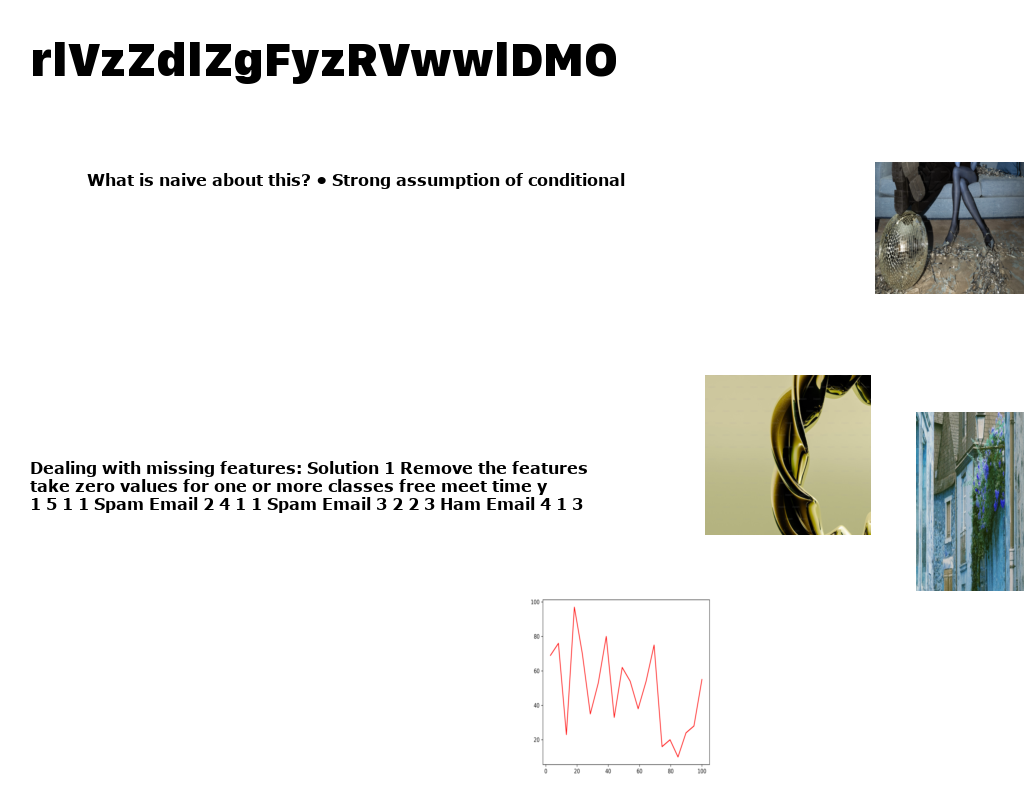 rlVzZdlZgFyzRVwwlDMO
What is naive about this? • Strong assumption of conditional
Dealing with missing features: Solution 1 Remove the features
take zero values for one or more classes free meet time y
1 5 1 1 Spam Email 2 4 1 1 Spam Email 3 2 2 3 Ham Email 4 1 3
100
80
60
40
20
0 20 40 60 80 100